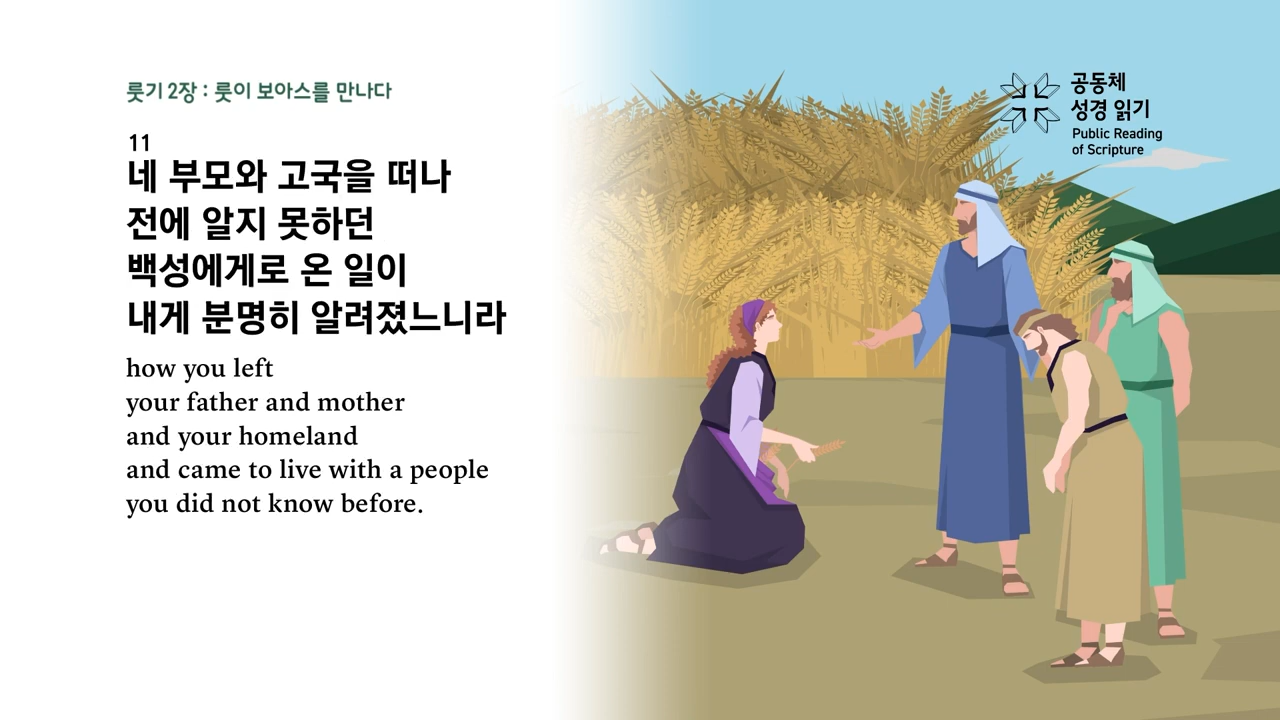 룻기 2장 : 룻이 보아스를 만나다
11
네 부모와 고국을 떠나
전에 알지 못하던
백성에게로 온 일이
내게 분명히 알려졌느니라
how you left
your father and mother
and your homeland
and came to live with a people
you did not know before.
공동체
성경 읽기
Public Reading
of Scripture